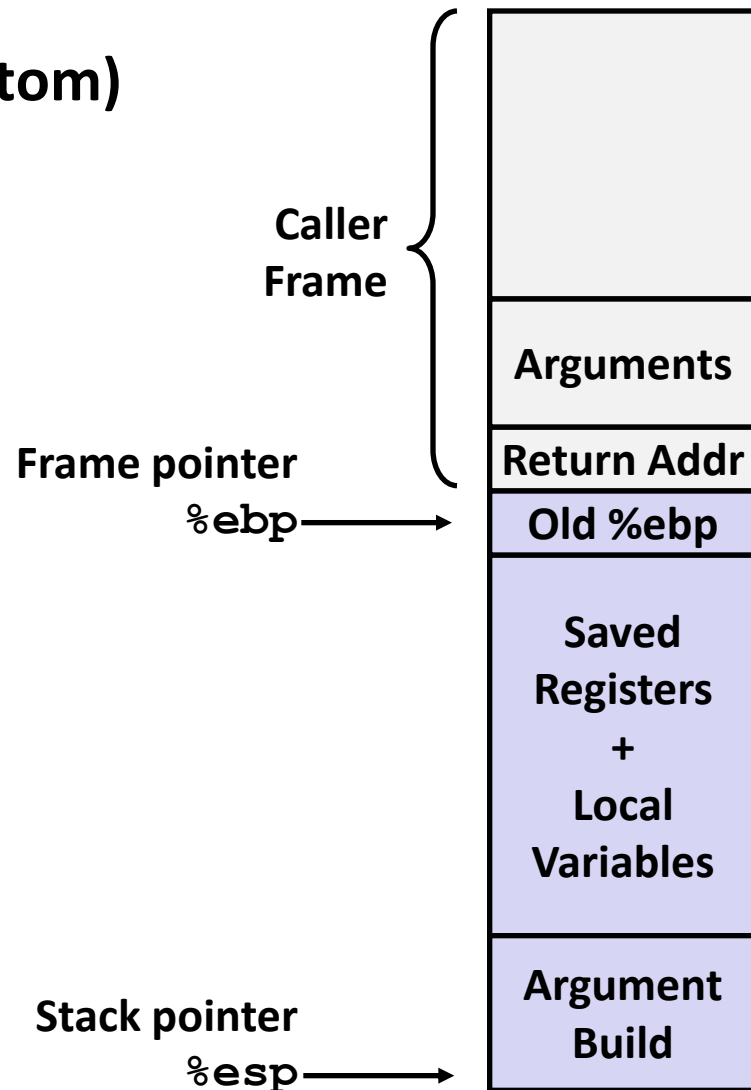 tom)
Caller
Frame
Arguments
Frame pointer
%ebp
Return Addr
Old %ebp
Saved
Registers
+
Local
Variables
Stack pointer
%esp
Argument
Build